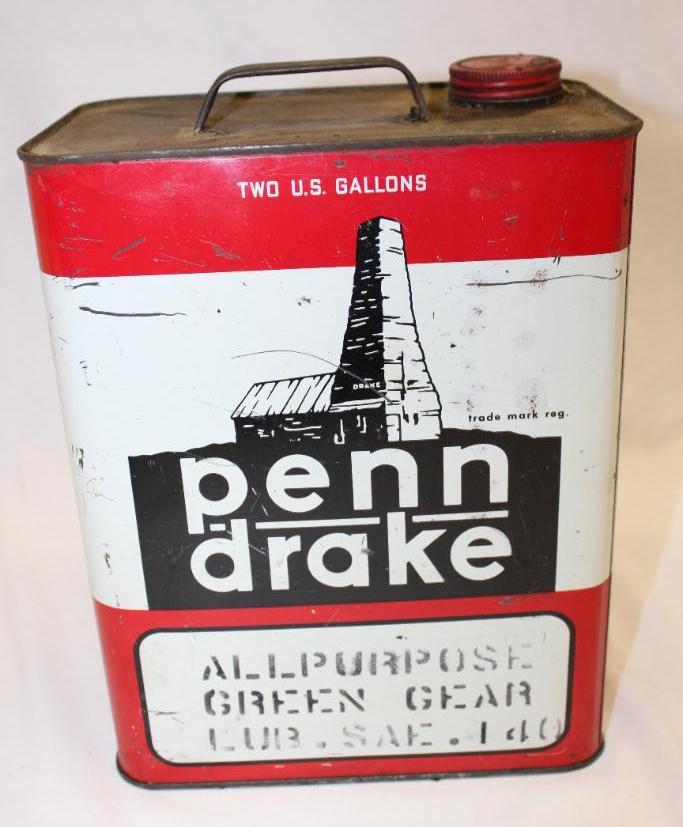 TWO U.S. GALLONS
DRAKE
trade mark reg.
penn
drake
ALLPURPOSE
GREEN GEAR
LUB. SAE. 140